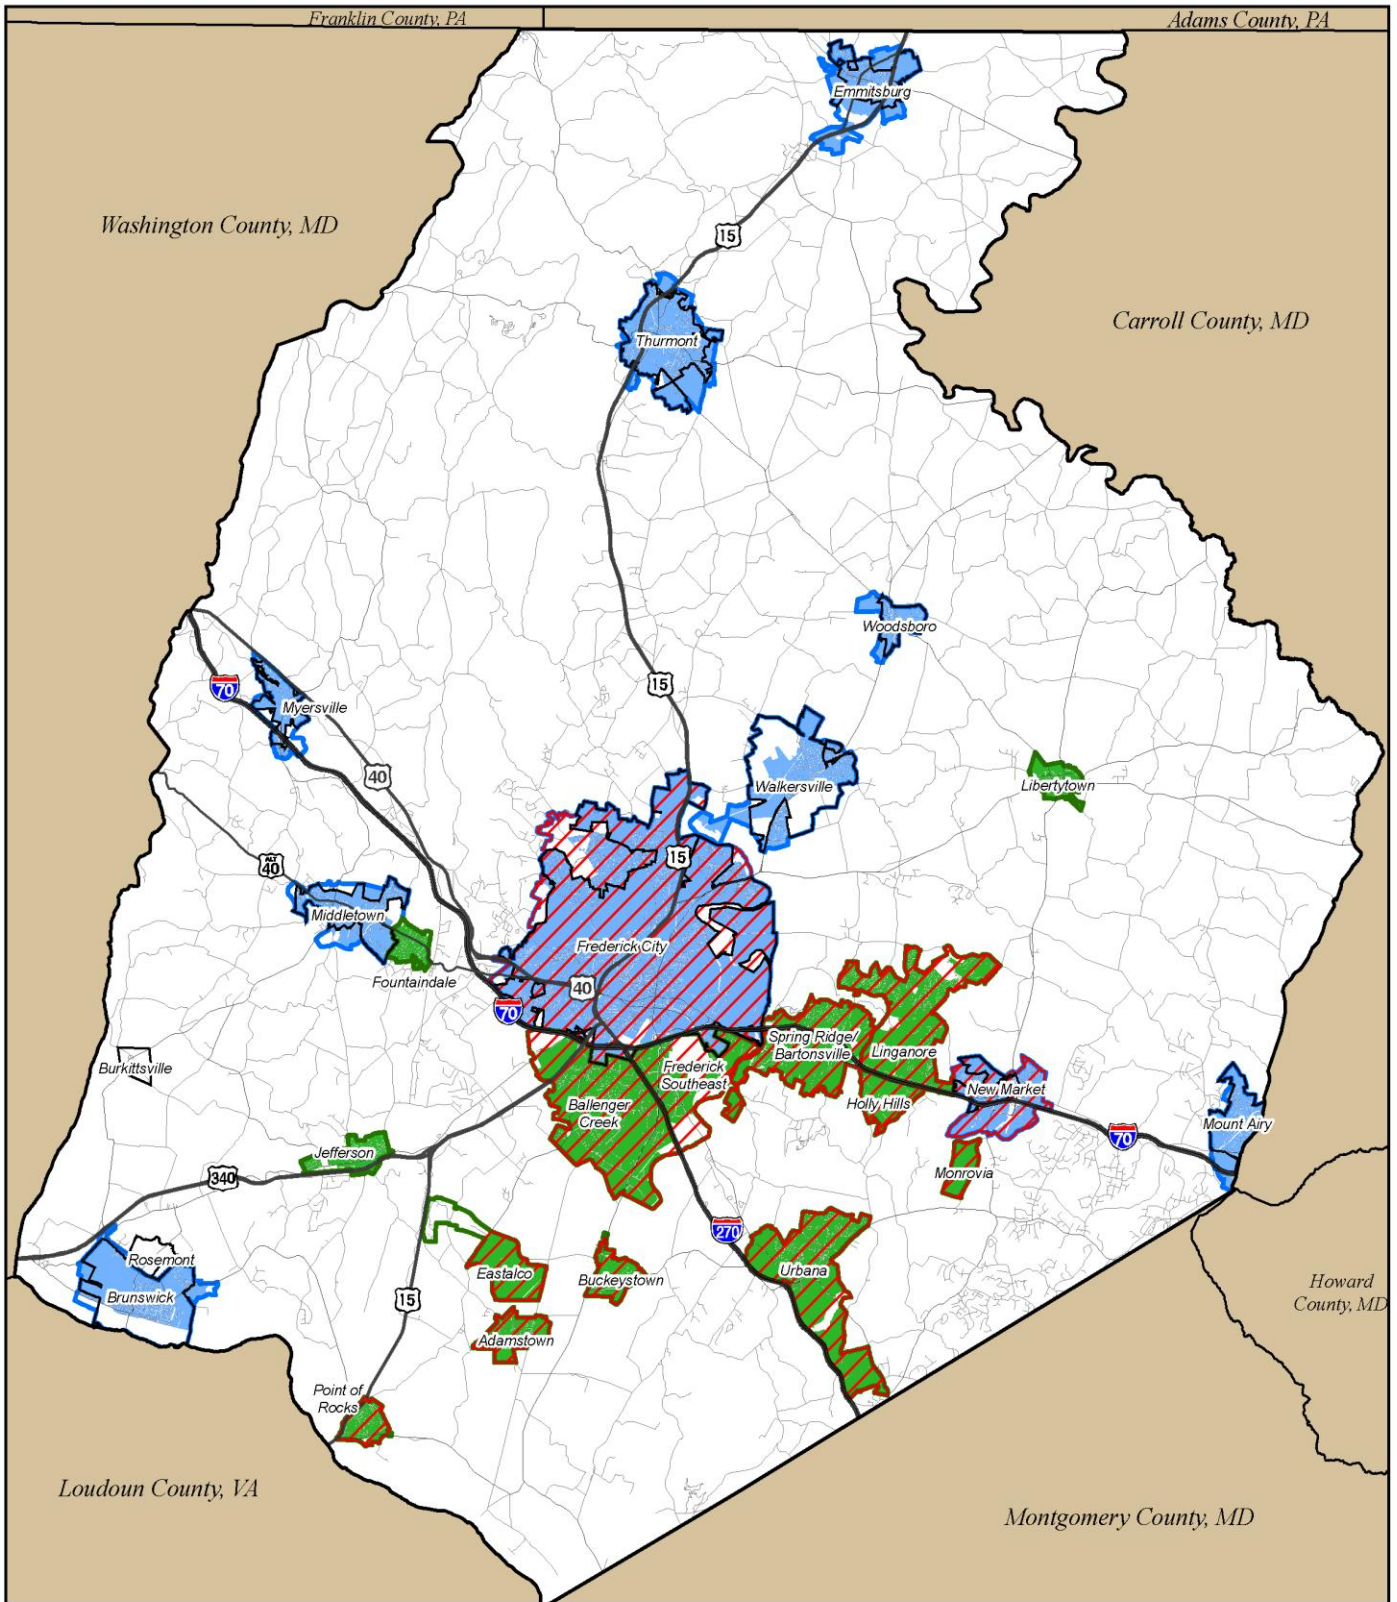 Franklin County, PA
Adams County, PA
Emmitsburg
Washington County, MD
15
Carroll County, MD
Thurmont
Woodsboro
15
70
Myersville
40
Walkersville
Libertytown
15
ALT
40
Middletown
Frederick City
Fountaindale
40
70
Spring Ridge/
Bartonsville
Linganore
Burkittsville
Frederick
Southeast
New Market
Ballenger
Creek
Holly Hills
Mount Airy
70
Jefferson
Monrovia
340
270
Rosemont
Eastalco
Buckeystown
Urbana
Brunswick
15
Howard
County, MD
Adamstown
Point of
Rocks
Loudoun County, VA
Montgomery County, MD